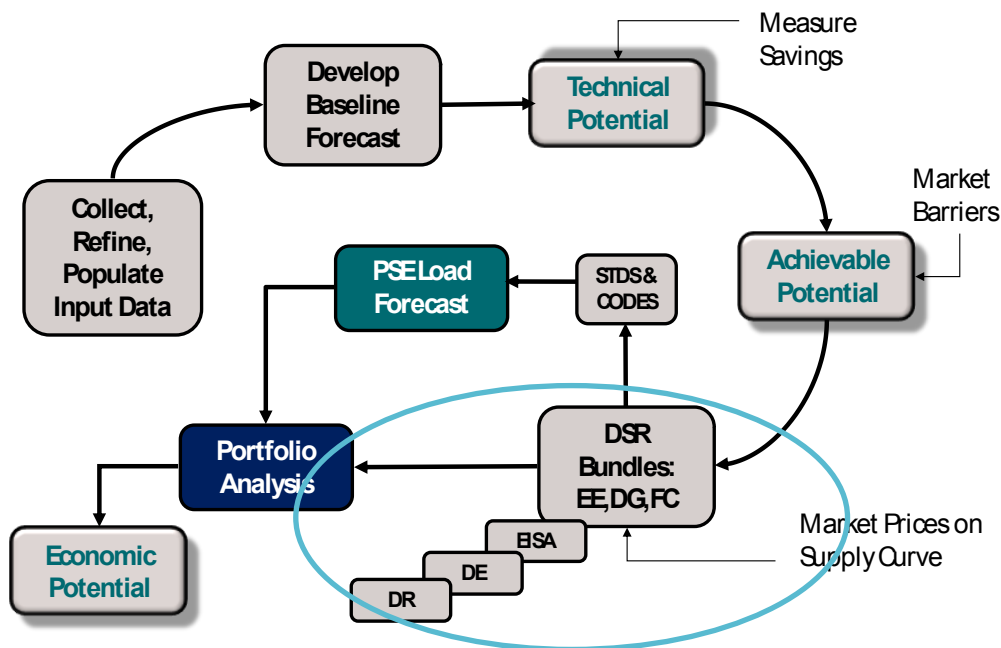 Measure
Savings
Develop
Baseline
Forecast
Technical
Potential
Collect,
Refine,
Populate
Input Data
Market
Barriers
PSE Load
Forecast
STDS &
CODES
Achievable
Potential
Portfolio
Analysis
DSR
Bundles:
EE, DG, FC
Market Prices on
Supply Curve
Economic
Potential
EISA
DE
DR